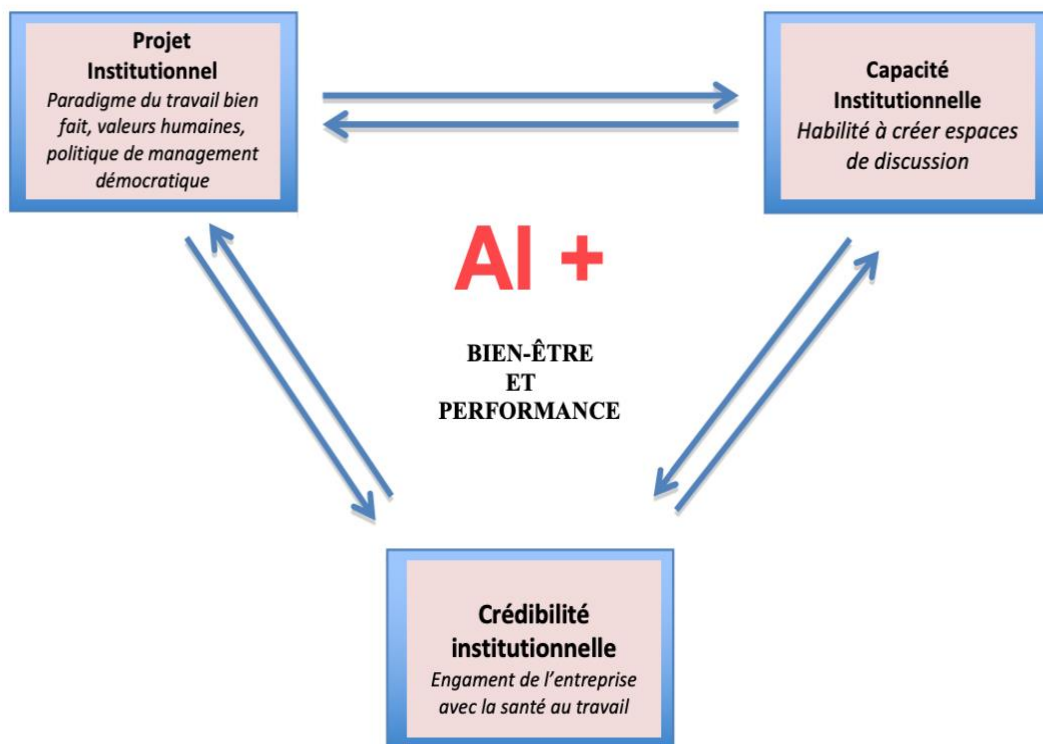 Projet
Institutionnel
Paradigme du travail bien
fait, valeurs humaines,
politique de management
démocratique
Capacité
Institutionnelle
Habilité à créer espaces
de discussion
AI +
BIEN-ÊTRE
ET
PERFORMANCE
Crédibilité
institutionnelle
Engament de l'entreprise
avec la santé au travail